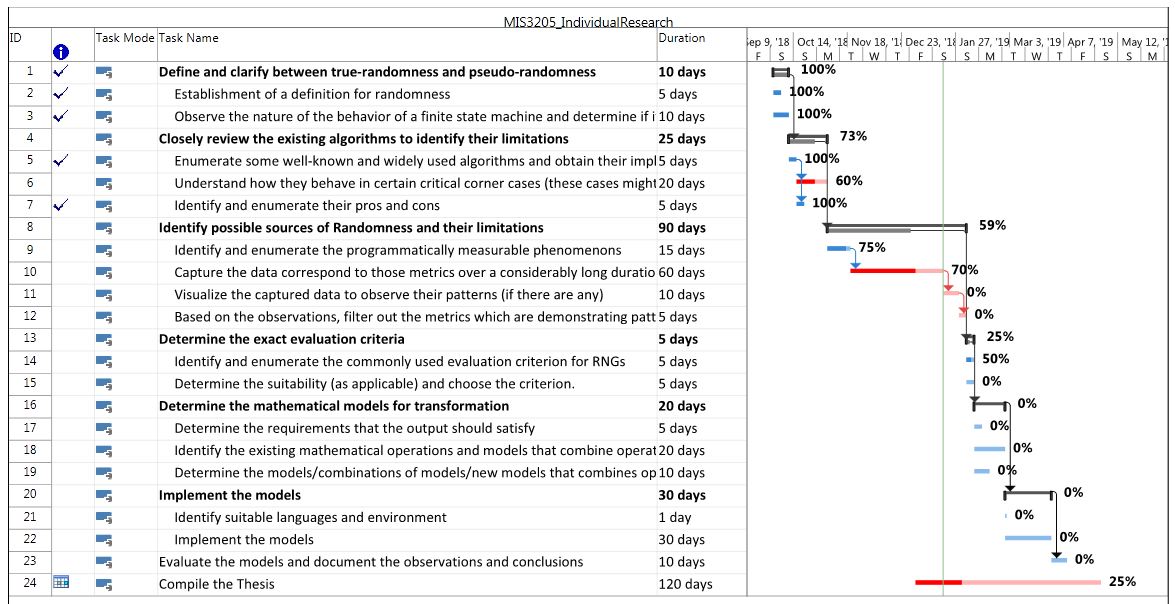 MIS3205_IndividualResearch
ID Task Mode Task Name Duration Sep 9, '18 Oct 14, '18 Nov 18, '18 Dec 23, '18 Jan 27, '19 Mar 3, '19 Apr 7, '19 May 12, '1
F S M T W T F S S M T W T F S S M
1 Define and clarify between true-randomness and pseudo-randomness 10 days 100%
2 Establishment of a definition for randomness 5 days 100%
3 Observe the nature of the behavior of a finite state machine and determine if i 10 days 100%
4 Closely review the existing algorithms to identify their limitations 25 days 73%
5 Enumerate some well-known and widely used algorithms and obtain their impl 5 days 100%
6 Understand how they behave in certain critical corner cases (these cases might 20 days 60%
7 Identify and enumerate their pros and cons 5 days 100%
8 Identify possible sources of Randomness and their limitations 90 days 59%
9 Identify and enumerate the programmatically measurable phenomenons 15 days 75%
10 Capture the data correspond to those metrics over a considerably long duratio 60 days 70%
11 Visualize the captured data to observe their patterns (if there are any) 10 days 0%
12 Based on the observations, filter out the metrics which are demonstrating patt 5 days 0%
13 Determine the exact evaluation criteria 5 days 25%
14 Identify and enumerate the commonly used evaluation criterion for RNGs 5 days 50%
15 Determine the suitability (as applicable) and choose the criterion. 5 days 0%
16 Determine the mathematical models for transformation 20 days 0%
17 Determine the requirements that the output should satisfy 5 days 0%
18 Identify the existing mathematical operations and models that combine operat 20 days 0%
19 Determine the models/combinations of models/new models that combines op 10 days 0%
20 Implement the models 30 days 0%
21 Identify suitable languages and environment 1 day 0%
22 Implement the models 30 days 0%
23 Evaluate the models and document the observations and conclusions 10 days 0%
24 Compile the Thesis 120 days 25%